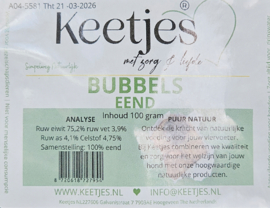 A04-5581 Tht 21-03-2026
Keetjes®
met zorg & liefde
BUBBELS
EEND
Inhoud 100 gram
ANALYSE
Ruw eiwit 75,2% ruw vet 3,9%
Ruw as 4,1% Celstof 4.75%
Samenstelling: 100% eend
PUUR NATUUR
Ontdek de kracht van natuurlijke
voeding voor jouw viervoeter.
Bij Keetjes combineren we kwaliteit
en zorg voor het welzijn van jouw
hond met onze hoogwaardige
natuurlijke producten.
WWW.KEETJES.NL
INFO@KEETJES.NL